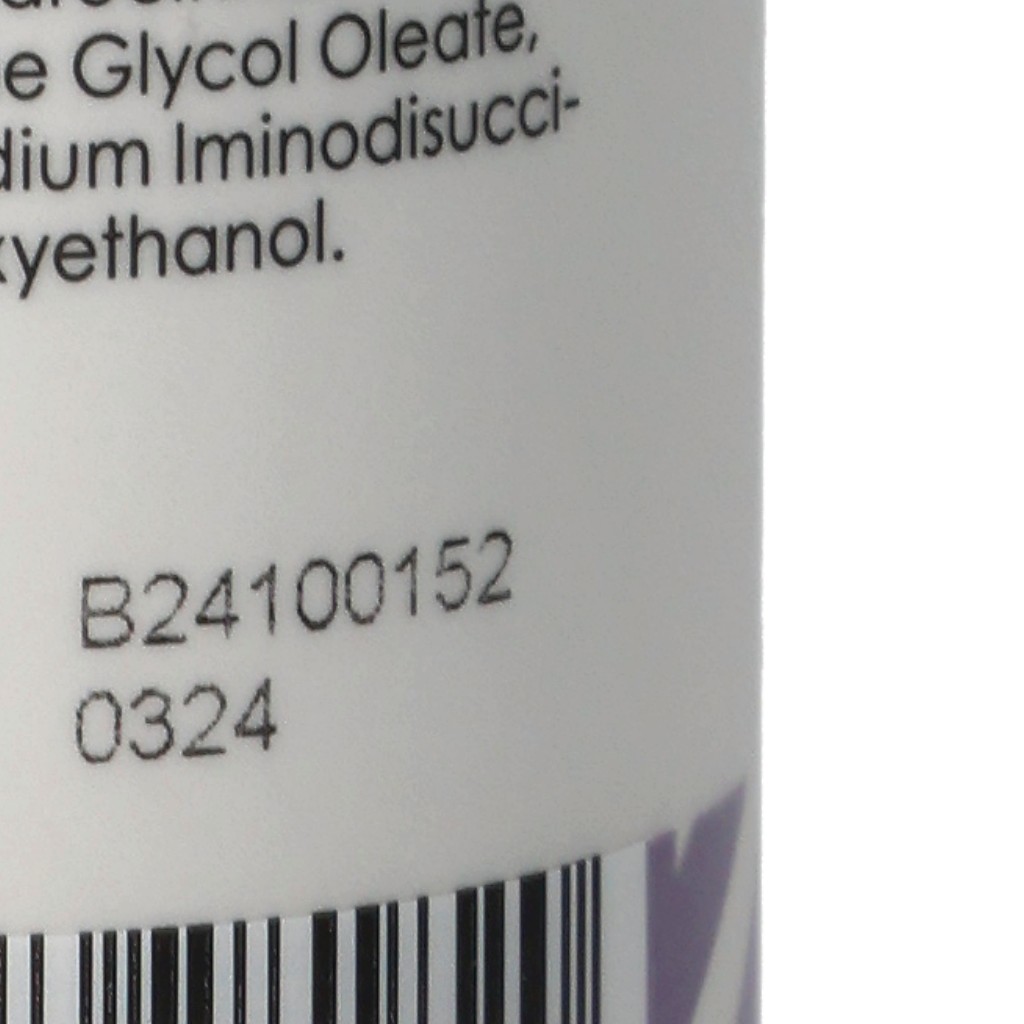 e Glycol Oleate,
dium Iminodisucci-
xyethanol.
B24100152
0324